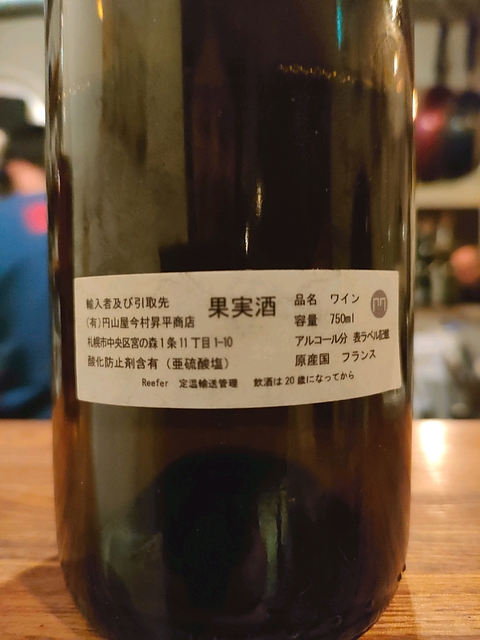 輸入者及び引取先
(有)円山屋今村昇平商店
札幌市中央区宮の森1条11丁目1-10
酸化防止剤含有(亜硫酸塩)
果実酒
品名 ワイン
容量 750ml
アルコール分 表ラベル記載
原産国 フランス
Reefer 定温輸送管理 飲酒は20歳になってから